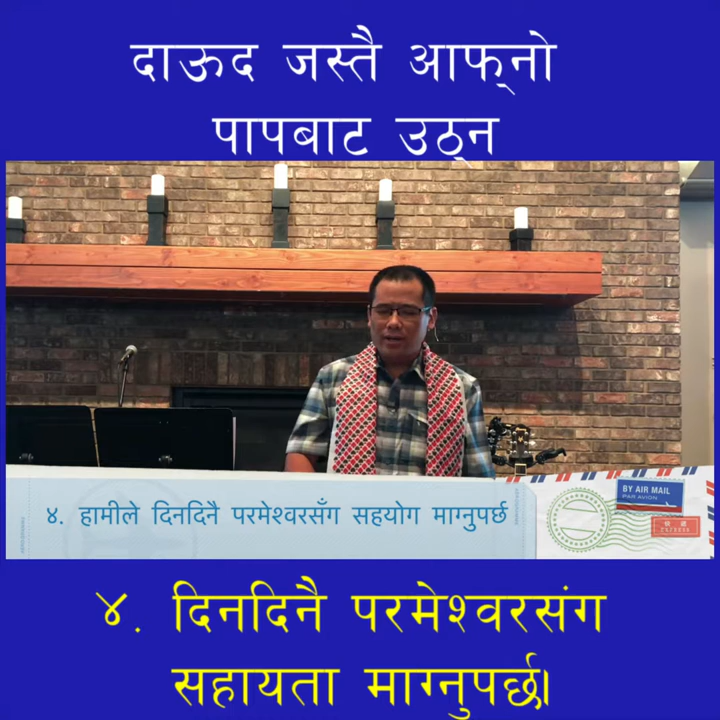 दाऊद जस्तै आफ्‌नो
पापबाट उठ्‌न
४. हामीले दिनदिनै परमेश्वरसँग सहयोग माग्नुपर्छ
BY AIR MAIL
PAR AVION
४. दिनदिनै परमेश्वरसंग
सहायता माग्नुपर्छ।